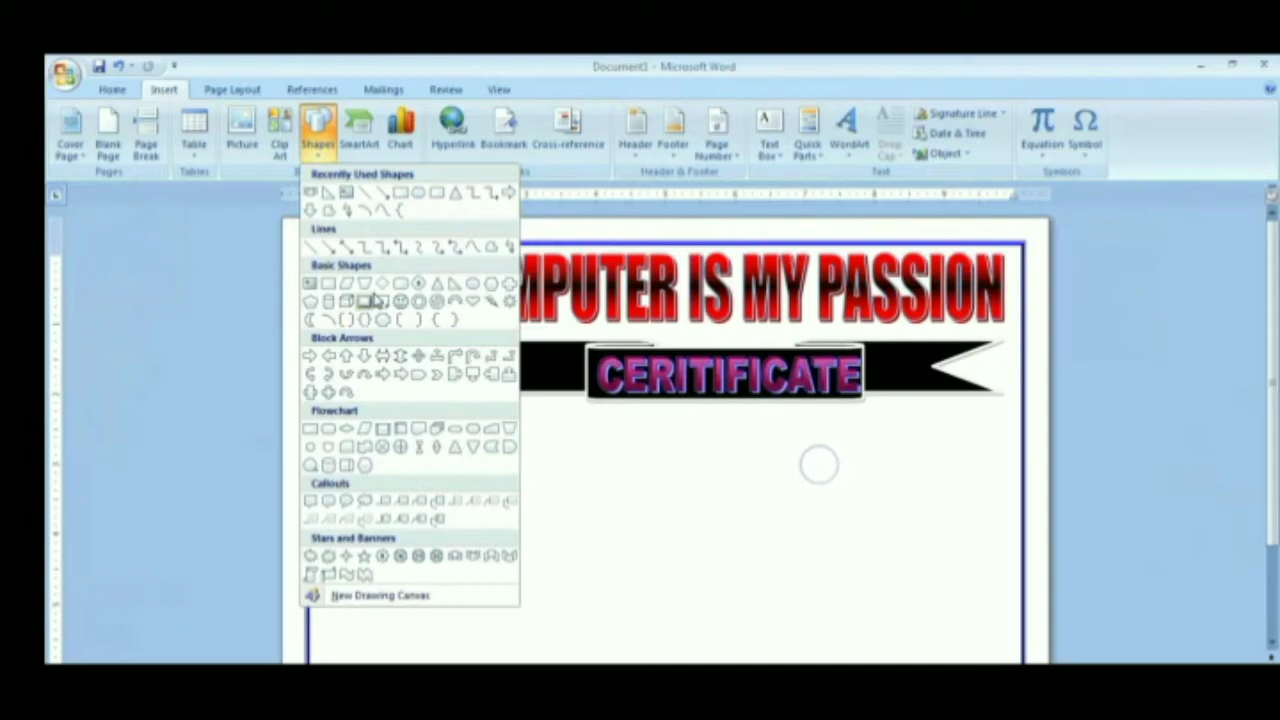 Document1 - Microsoft Word
Home Insert Page Layout References Mailings Review View
Cover Page Blank Page Page Break Table Picture Clip Art Shapes SmartArt Chart Hyperlink Bookmark Cross-reference Header Footer Page Number Text Box Quick Parts WordArt Drop Cap Signature Line Date & Time Object Equation Symbol
Pages Tables Header & Footer Text Symbols
Recently Used Shapes
Lines
Basic Shapes
MPUTER IS MY PASSION
Block Arrows
CERITIFICATE
Flowchart
Callouts
Stars and Banners
New Drawing Canvas